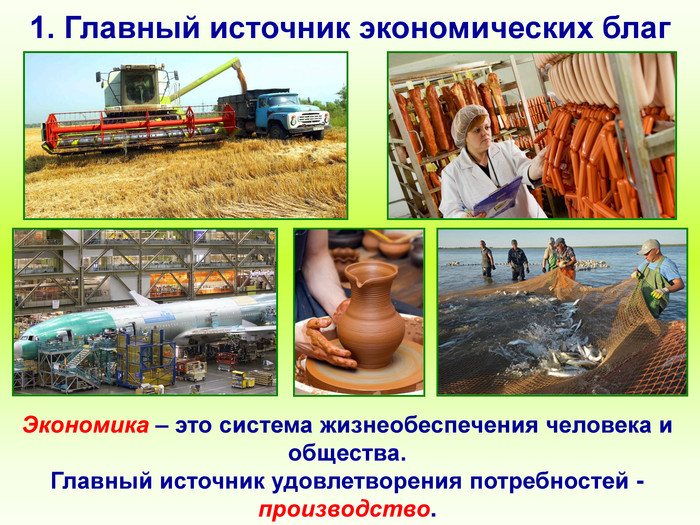 1. Главный источник экономических благ
Экономика – это система жизнеобеспечения человека и
общества.
Главный источник удовлетворения потребностей -
производство.